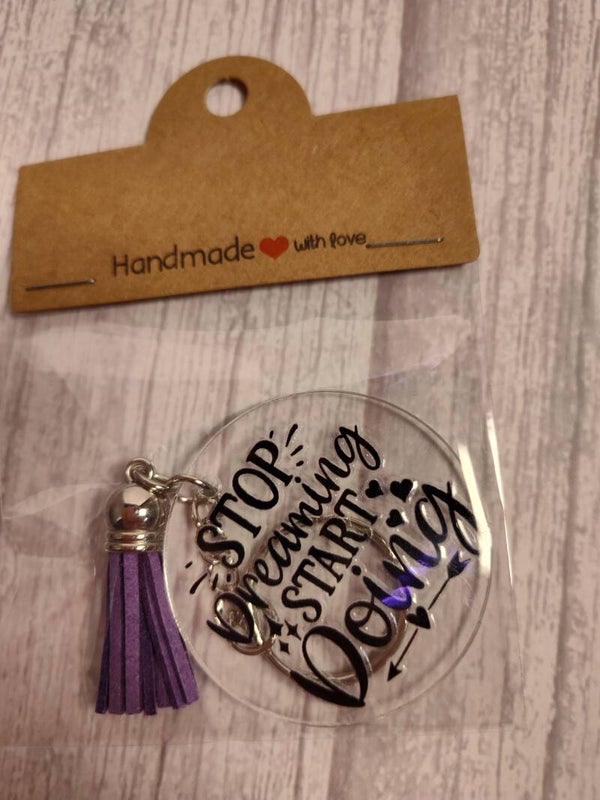 Handmade ❤ with love
STOP
Dreaming
START
Doing